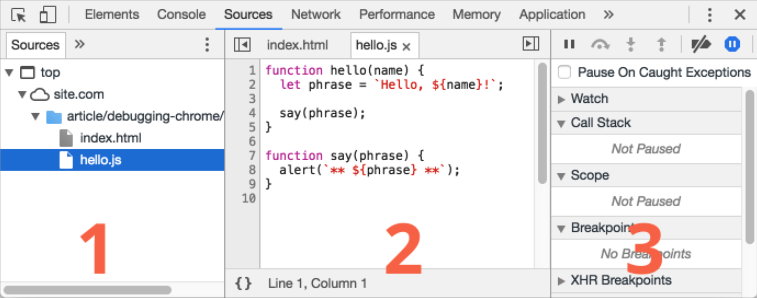 Elements Console Sources Network Performance Memory Application »
Sources »
top
site.com
article/debugging-chrome/
index.html
hello.js
1
index.html hello.js ×
1 function hello(name) {
2 let phrase = `Hello, ${name}!`;
3
4 say(phrase);
5 }
6
7 function say(phrase) {
8 alert(`** ${phrase} **`);
9 }
10
2
{} Line 1, Column 1
Pause On Caught Exceptions
Watch
Call Stack
Not Paused
Scope
Not Paused
Breakpoints
No Breakpoints
3
XHR Breakpoints